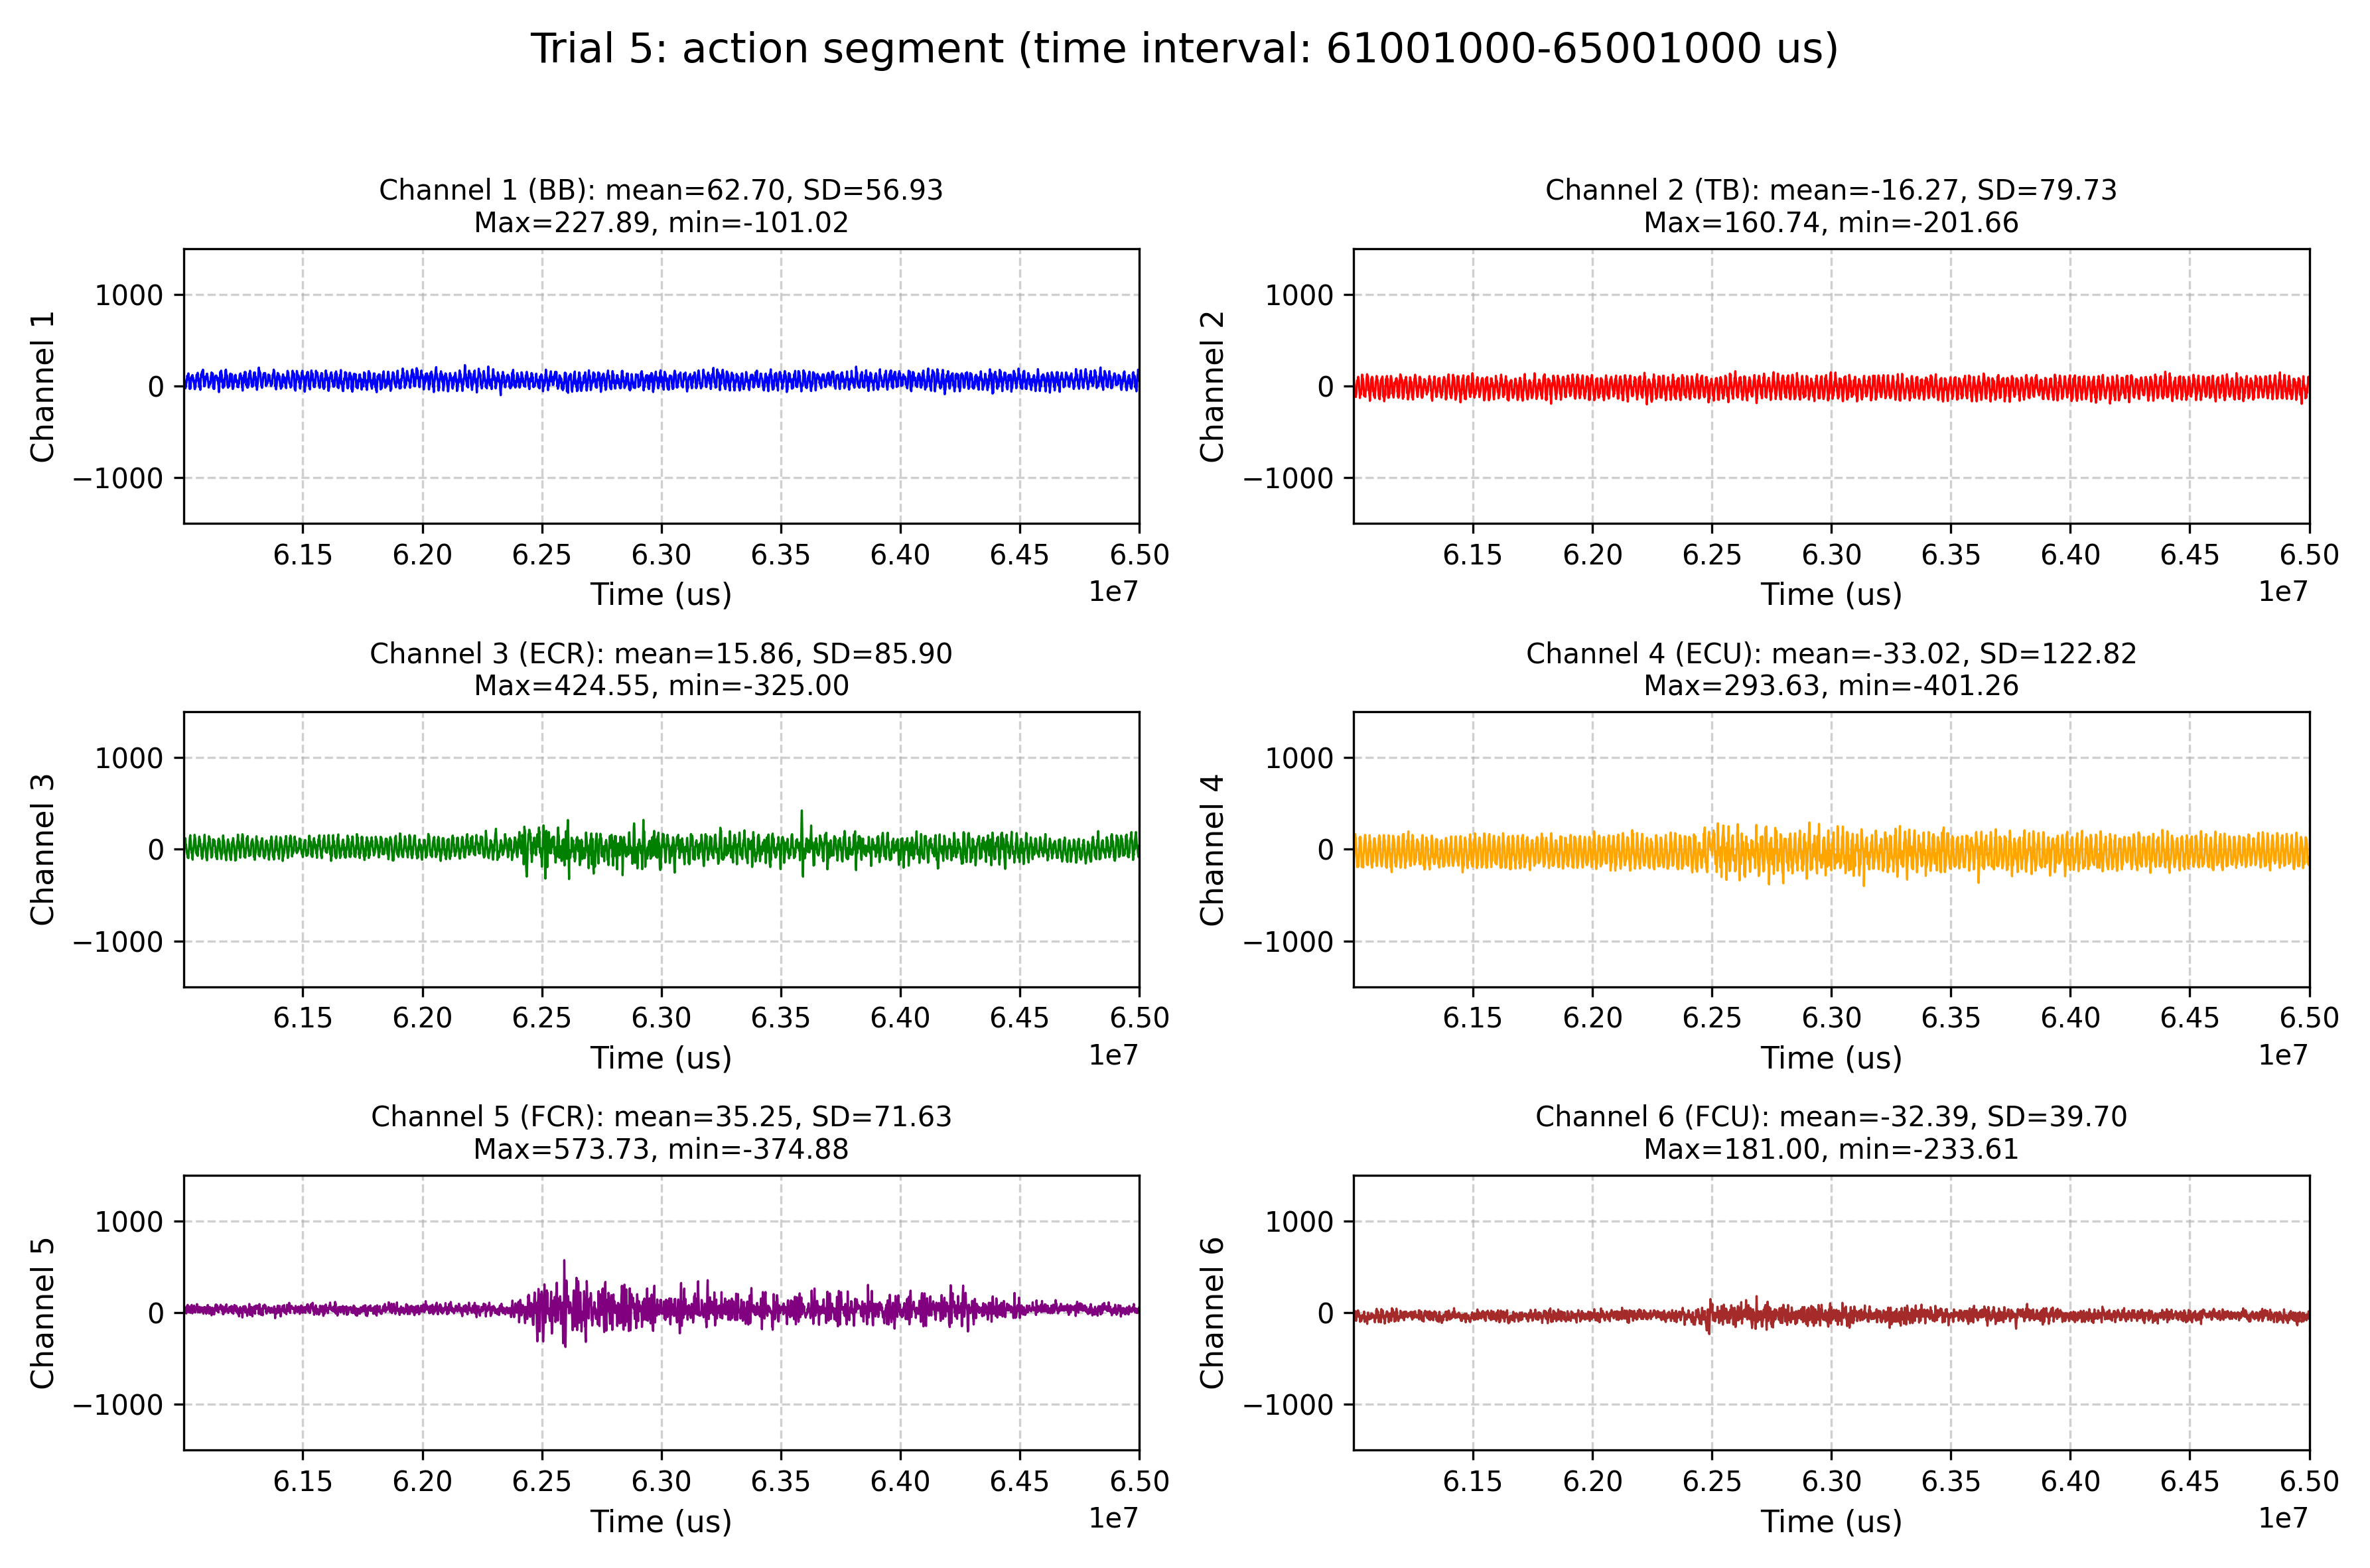 Trial 5: action segment (time interval: 61001000-65001000 us)
Channel 1 (BB): mean=62.70, SD=56.93
Max=227.89, min=-101.02
Channel 1
1000
0
−1000
6.15 6.20 6.25 6.30 6.35 6.40 6.45 6.50
Time (us)
1e7
Channel 2 (TB): mean=-16.27, SD=79.73
Max=160.74, min=-201.66
Channel 2
1000
0
−1000
6.15 6.20 6.25 6.30 6.35 6.40 6.45 6.50
Time (us)
1e7
Channel 3 (ECR): mean=15.86, SD=85.90
Max=424.55, min=-325.00
Channel 3
1000
0
−1000
6.15 6.20 6.25 6.30 6.35 6.40 6.45 6.50
Time (us)
1e7
Channel 4 (ECU): mean=-33.02, SD=122.82
Max=293.63, min=-401.26
Channel 4
1000
0
−1000
6.15 6.20 6.25 6.30 6.35 6.40 6.45 6.50
Time (us)
1e7
Channel 5 (FCR): mean=35.25, SD=71.63
Max=573.73, min=-374.88
Channel 5
1000
0
−1000
6.15 6.20 6.25 6.30 6.35 6.40 6.45 6.50
Time (us)
1e7
Channel 6 (FCU): mean=-32.39, SD=39.70
Max=181.00, min=-233.61
Channel 6
1000
0
−1000
6.15 6.20 6.25 6.30 6.35 6.40 6.45 6.50
Time (us)
1e7